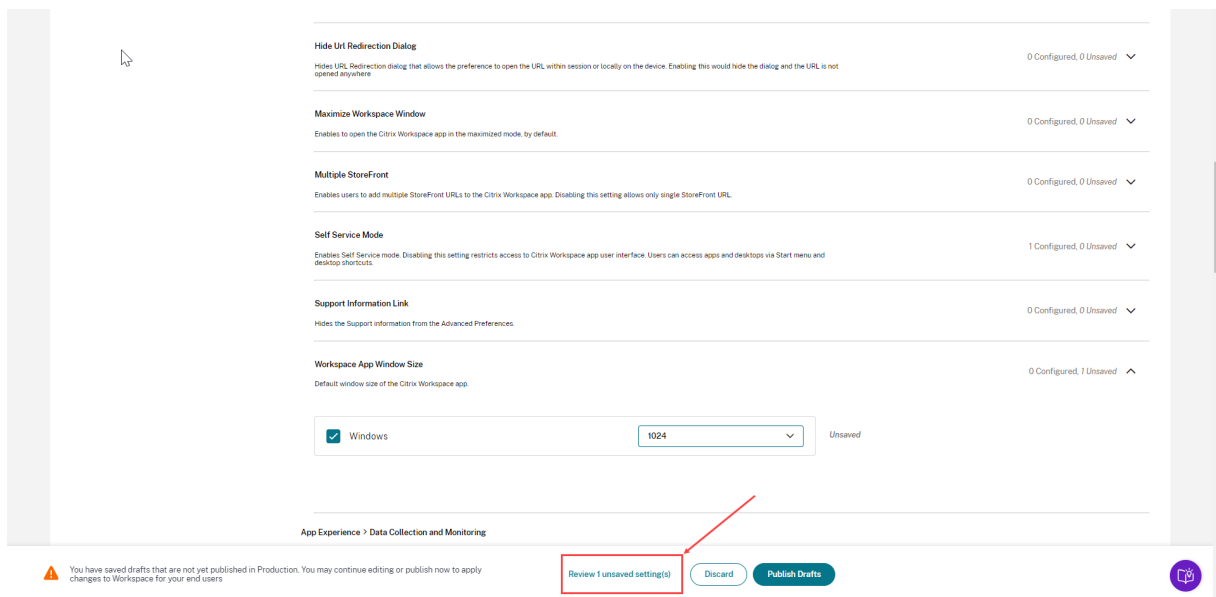 Hide Url Redirection Dialog
Hides URL Redirection dialog that allows the preference to open the URL within session or locally on the device. Enabling this would hide the dialog and the URL is not
opened anywhere
0 Configured, 0 Unsaved
Maximize Workspace Window
Enables to open the Citrix Workspace app in the maximized mode, by default.
0 Configured, 0 Unsaved
Multiple StoreFront
Enables users to add multiple StoreFront URLs to the Citrix Workspace app. Disabling this setting allows only single StoreFront URL.
0 Configured, 0 Unsaved
Self Service Mode
Enables Self Service mode. Disabling this setting restricts access to Citrix Workspace app user interface. Users can access apps and desktops via Start menu and
desktop shortcuts.
1 Configured, 0 Unsaved
Support Information Link
Hides the Support information from the Advanced Preferences.
0 Configured, 0 Unsaved
Workspace App Window Size
Default window size of the Citrix Workspace app.
0 Configured, 1 Unsaved
Windows
1024
Unsaved
App Experience > Data Collection and Monitoring
You have saved drafts that are not yet published in Production. You may continue editing or publish now to apply
changes to Workspace for your end users
Review 1 unsaved setting(s)
Discard
Publish Drafts